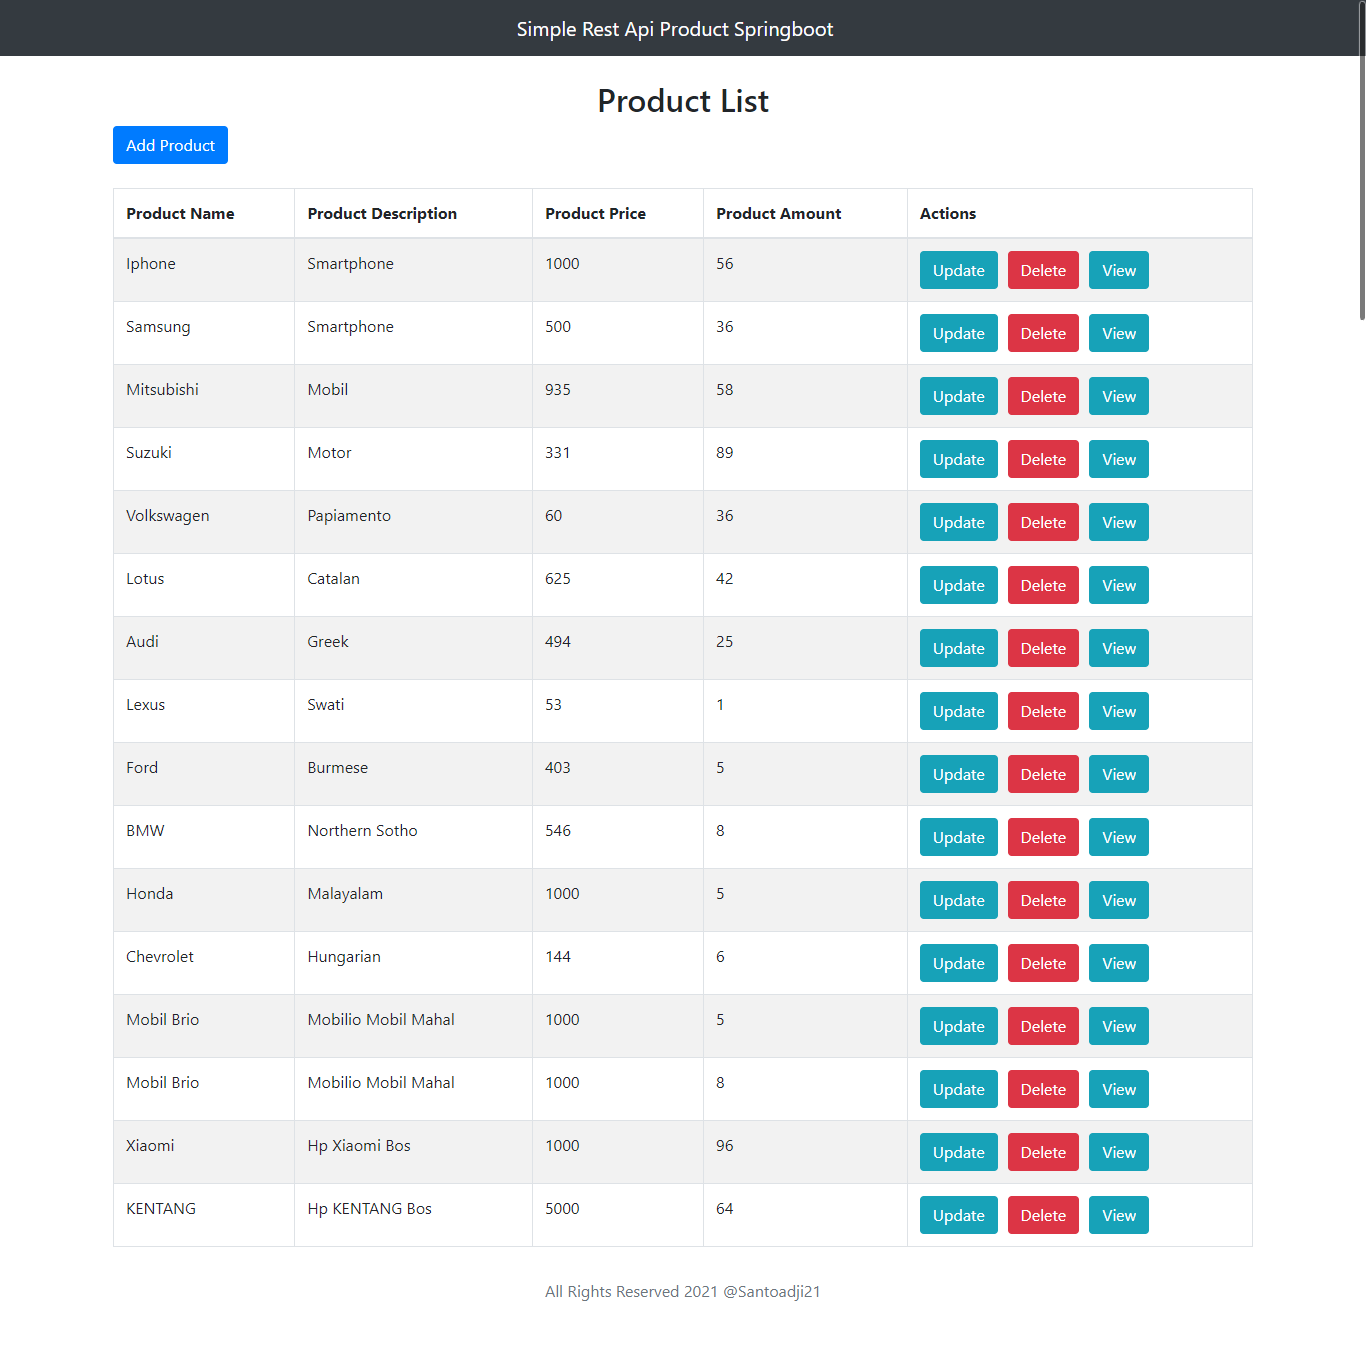 Simple Rest Api Product Springboot
Product List
Add Product
Product Name Product Description Product Price Product Amount Actions
Iphone Smartphone 1000 56 Update Delete View
Samsung Smartphone 500 36 Update Delete View
Mitsubishi Mobil 935 58 Update Delete View
Suzuki Motor 331 89 Update Delete View
Volkswagen Papiamento 60 36 Update Delete View
Lotus Catalan 625 42 Update Delete View
Audi Greek 494 25 Update Delete View
Lexus Swati 53 1 Update Delete View
Ford Burmese 403 5 Update Delete View
BMW Northern Sotho 546 8 Update Delete View
Honda Malayalam 1000 5 Update Delete View
Chevrolet Hungarian 144 6 Update Delete View
Mobil Brio Mobilio Mobil Mahal 1000 5 Update Delete View
Mobil Brio Mobilio Mobil Mahal 1000 8 Update Delete View
Xiaomi Hp Xiaomi Bos 1000 96 Update Delete View
KENTANG Hp KENTANG Bos 5000 64 Update Delete View
All Rights Reserved 2021 @Santoadji21